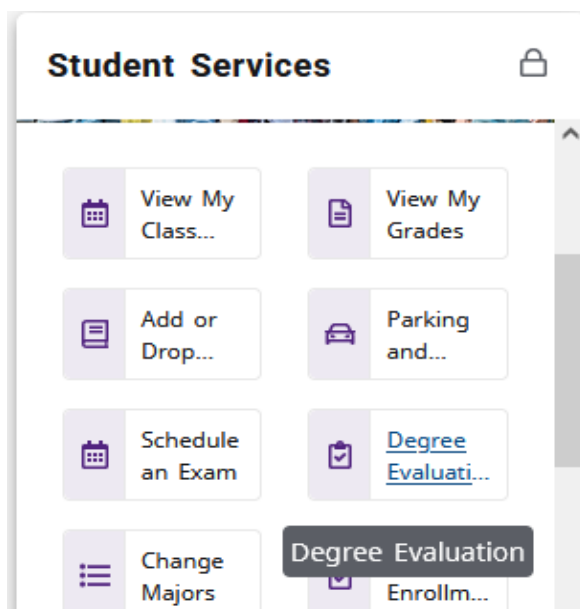 Student Services
View My
Class...
View My
Grades
Add or
Drop...
Parking
and...
Schedule
an Exam
Degree
Evaluati...
Change
Majors
Degree Evaluation
Enrollm...